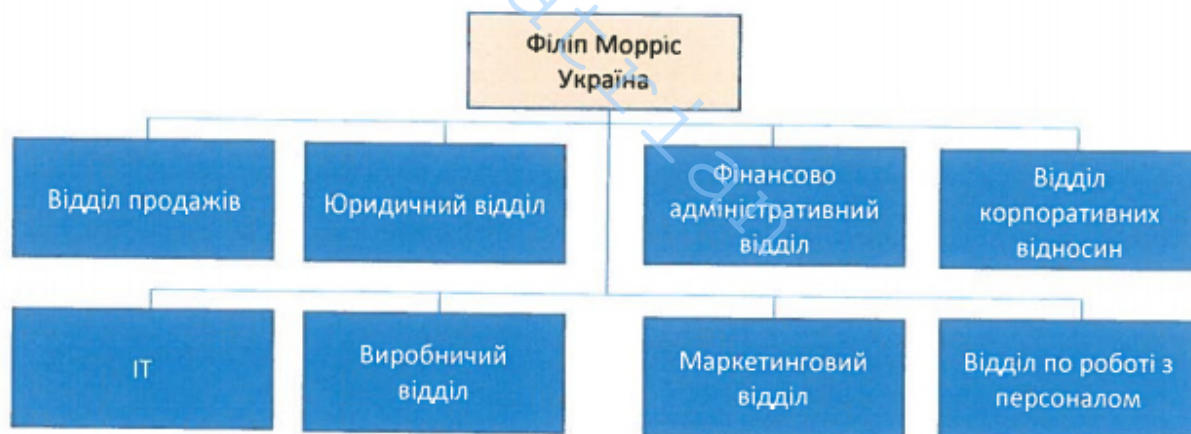 Філіп Морріс
Україна
Відділ продажів
Юридичний відділ
Фінансово
адміністративний
відділ
Відділ
корпоративних
відносин
ІТ
Виробничий
відділ
Маркетинговий
відділ
Відділ по роботі з
персоналом